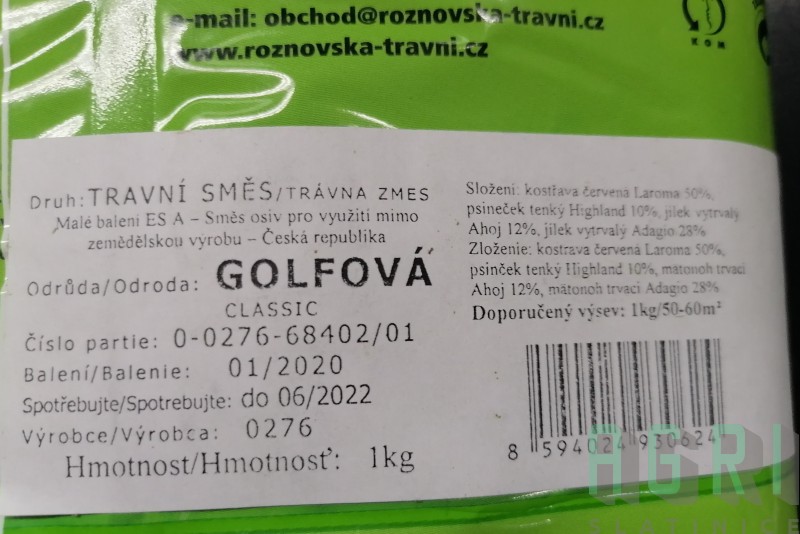 e-mail: obchod@roznovska-travni.cz
www.roznovska-travni.cz
KOM
Druh: TRAVNÍ SMĚS/TRÁVNA ZMES
Malé balení ES A – Směs osiv pro využití mimo
zemědělskou výrobu – Česká republika
Odrůda/Odroda: GOLFOVÁ
CLASSIC
Číslo partie: 0-0276-68402/01
Balení/Balenie: 01/2020
Spotřebujte/Spotrebujte: do 06/2022
Výrobce/Výrobca: 0276
Hmotnost/Hmotnosť: 1kg
Složení: kostřava červená Laroma 50%,
psineček tenký Highland 10%, jílek vytrvalý
Ahoj 12%, jílek vytrvalý Adagio 28%
Zloženie: kostrava červená Laroma 50%,
psinček tenký Highland 10%, mätonoh trvací
Ahoj 12%, mätonoh trvací Adagio 28%
Doporučený výsev: 1kg/50-60m²
8 594024 930624
AGRI
SLATINICE